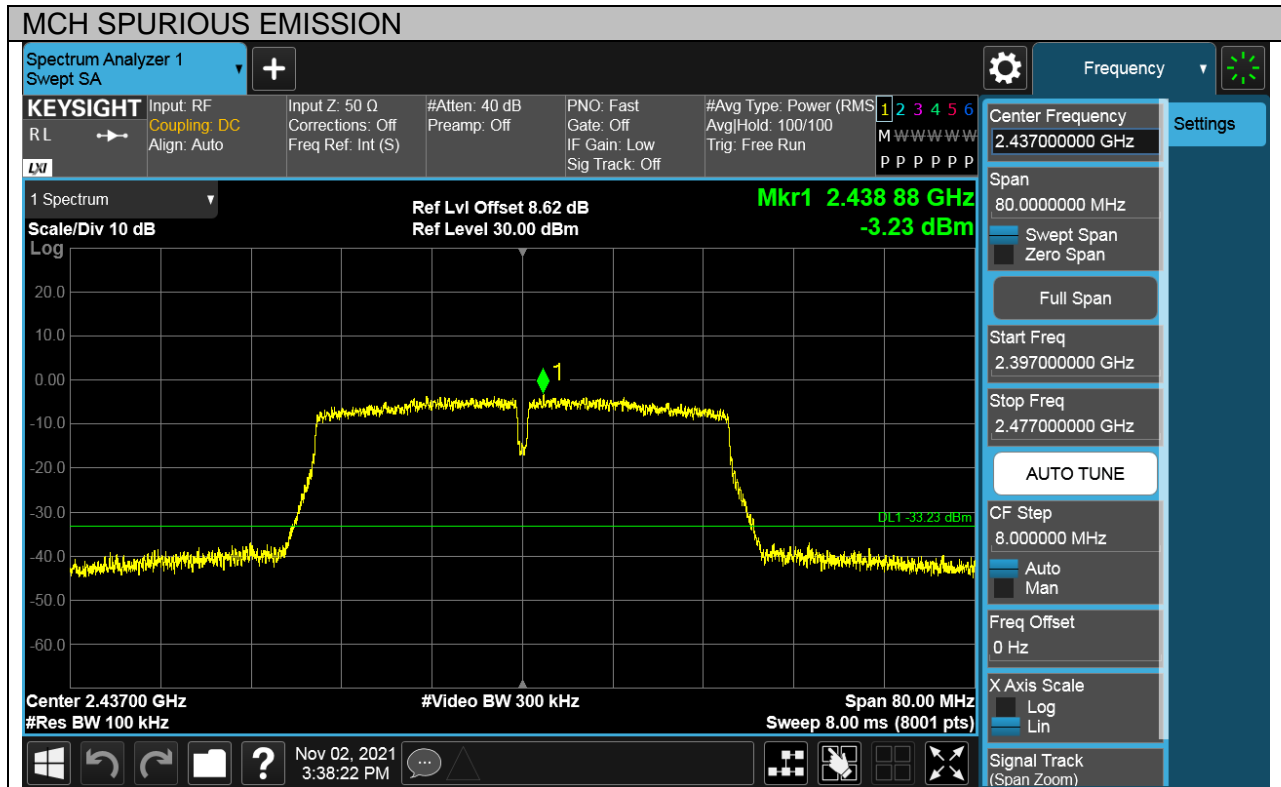 MCH SPURIOUS EMISSION
Spectrum Analyzer 1
Swept SA
+
Frequency
KEYSIGHT
RL
LXI
Input: RF
Coupling: DC
Align: Auto
Input Z: 50 Ω
Corrections: Off
Freq Ref: Int (S)
#Atten: 40 dB
Preamp: Off
PNO: Fast
Gate: Off
IF Gain: Low
Sig Track: Off
#Avg Type: Power (RMS
Avg|Hold: 100/100
Trig: Free Run
1 2 3 4 5 6
M W W W W W
P P P P P P
1 Spectrum
Scale/Div 10 dB
Log
Ref Lvl Offset 8.62 dB
Ref Level 30.00 dBm
Mkr1 2.438 88 GHz
-3.23 dBm
20.0
10.0
0.00
-10.0
-20.0
-30.0
-40.0
-50.0
-60.0
1
DL1 -33.23 dBm
Center 2.43700 GHz
#Res BW 100 kHz
#Video BW 300 kHz
Span 80.00 MHz
Sweep 8.00 ms (8001 pts)
Center Frequency
2.437000000 GHz
Settings
Span
80.0000000 MHz
Swept Span
Zero Span
Full Span
Start Freq
2.397000000 GHz
Stop Freq
2.477000000 GHz
AUTO TUNE
CF Step
8.000000 MHz
Auto
Man
Freq Offset
0 Hz
X Axis Scale
Log
Lin
Signal Track
(Span Zoom)
?
Nov 02, 2021
3:38:22 PM